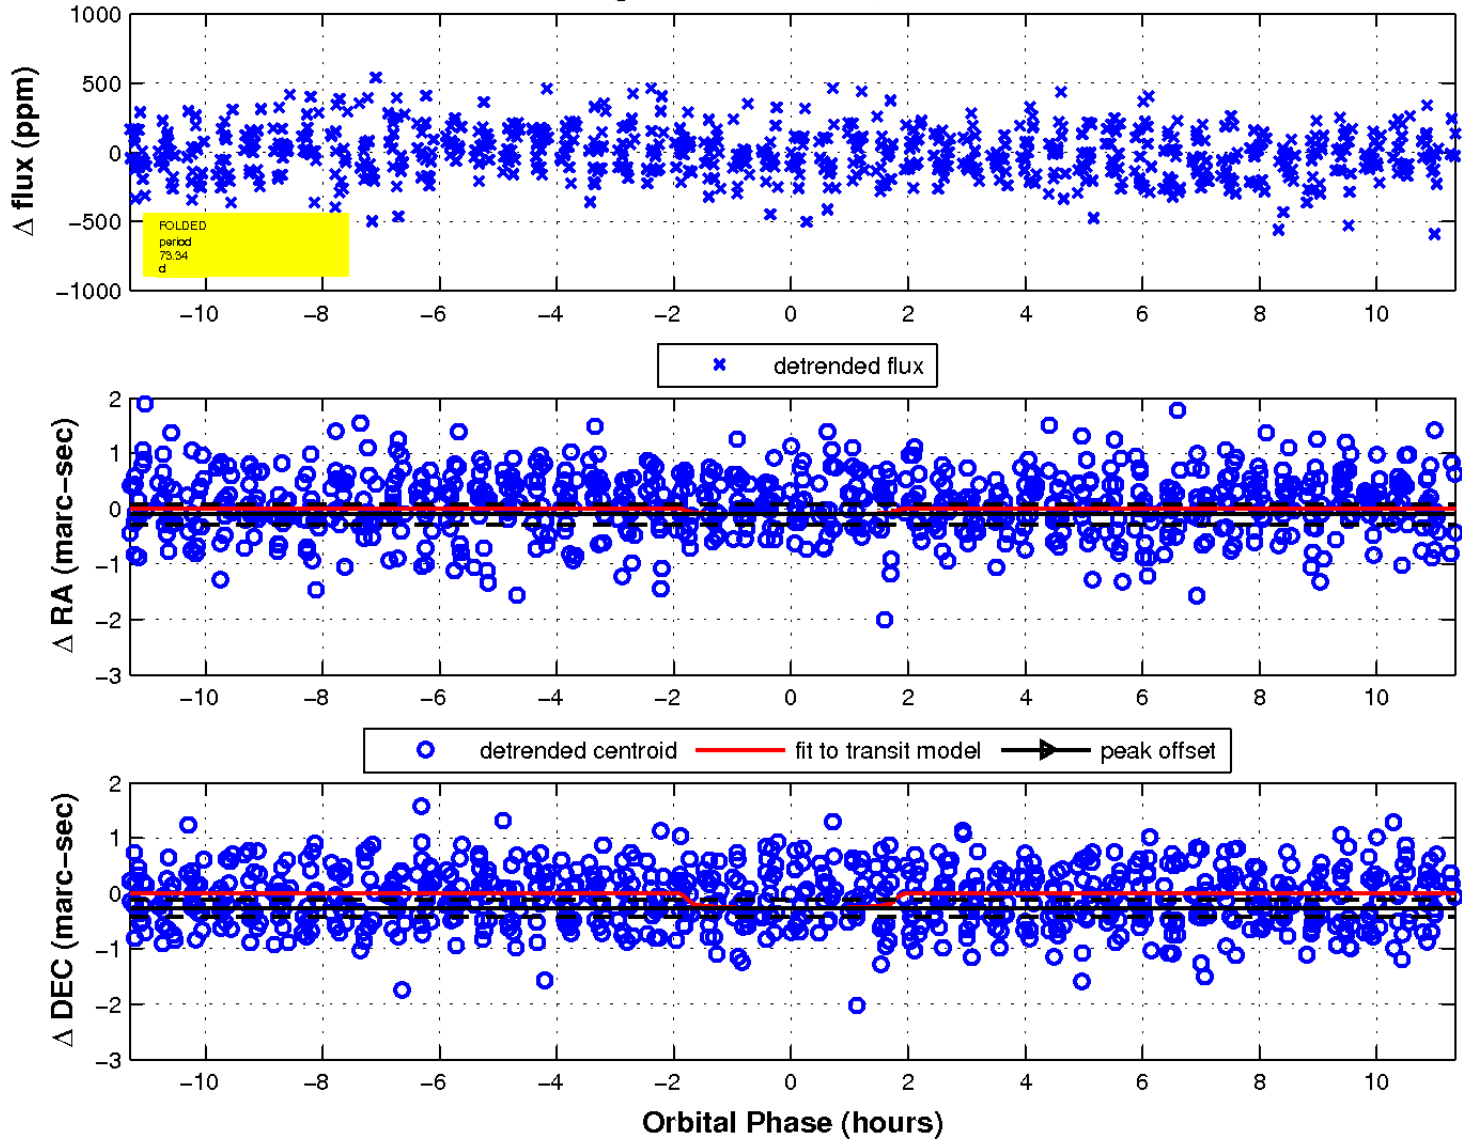 1000
500
0
−500
−1000
Δ flux (ppm)
FOLDED
period
73.34
d
−10 −8 −6 −4 −2 0 2 4 6 8 10
detrended flux
2
1
0
−1
−2
−3
Δ RA (marc−sec)
−10 −8 −6 −4 −2 0 2 4 6 8 10
detrended centroid fit to transit model peak offset
2
1
0
−1
−2
−3
Δ DEC (marc−sec)
−10 −8 −6 −4 −2 0 2 4 6 8 10
Orbital Phase (hours)